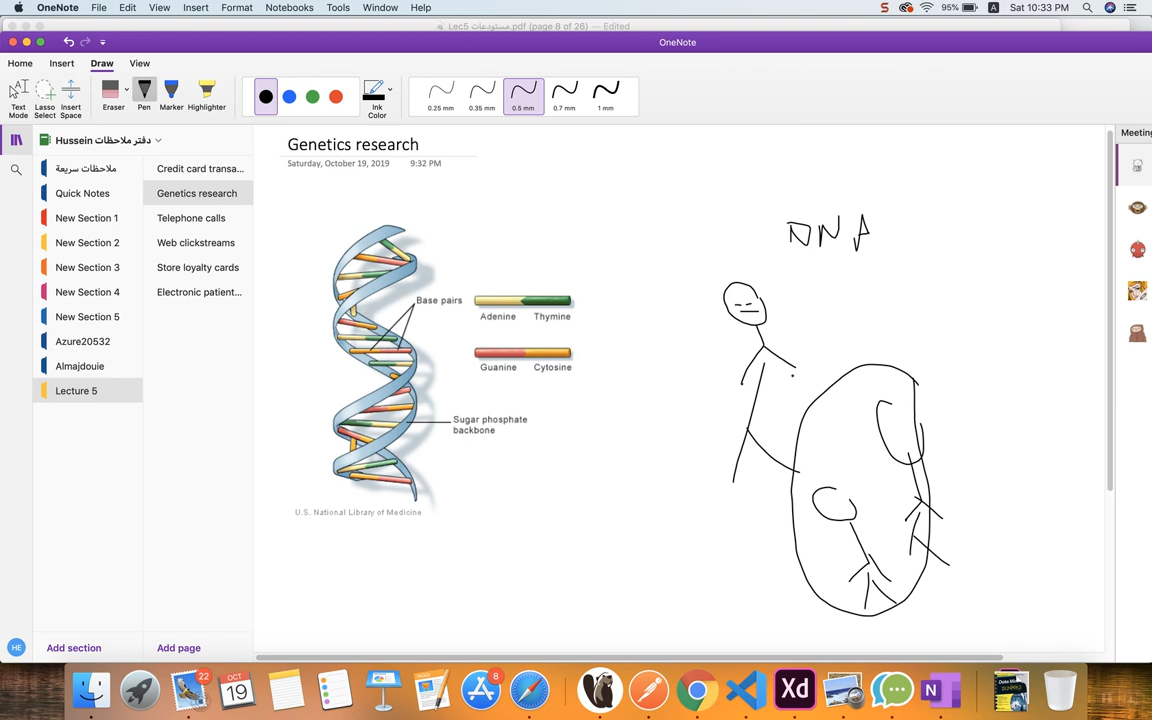 OneNote File Edit View Insert Format Notebooks Tools Window Help 95% A Sat 10:33 PM
Lec5 مستودعات.pdf (page 8 of 26) — Edited
OneNote
Home Insert Draw View
Text Mode
Lasso Select
Insert Space
Eraser
Pen
Marker
Highlighter
Ink Color
0.25 mm
0.35 mm
0.5 mm
0.7 mm
1 mm
Hussein دفتر ملاحظات
ملاحظات سريعة
Quick Notes
New Section 1
New Section 2
New Section 3
New Section 4
New Section 5
Azure20532
Almajdouie
Lecture 5
Add section
Credit card transa...
Genetics research
Telephone calls
Web clickstreams
Store loyalty cards
Electronic patient...
Add page
Genetics research
Saturday, October 19, 2019 9:32 PM
Base pairs
Adenine Thymine
Guanine Cytosine
Sugar phosphate
backbone
U.S. National Library of Medicine
DNA
Meeting
HE
22
OCT
19
8
Xd
N